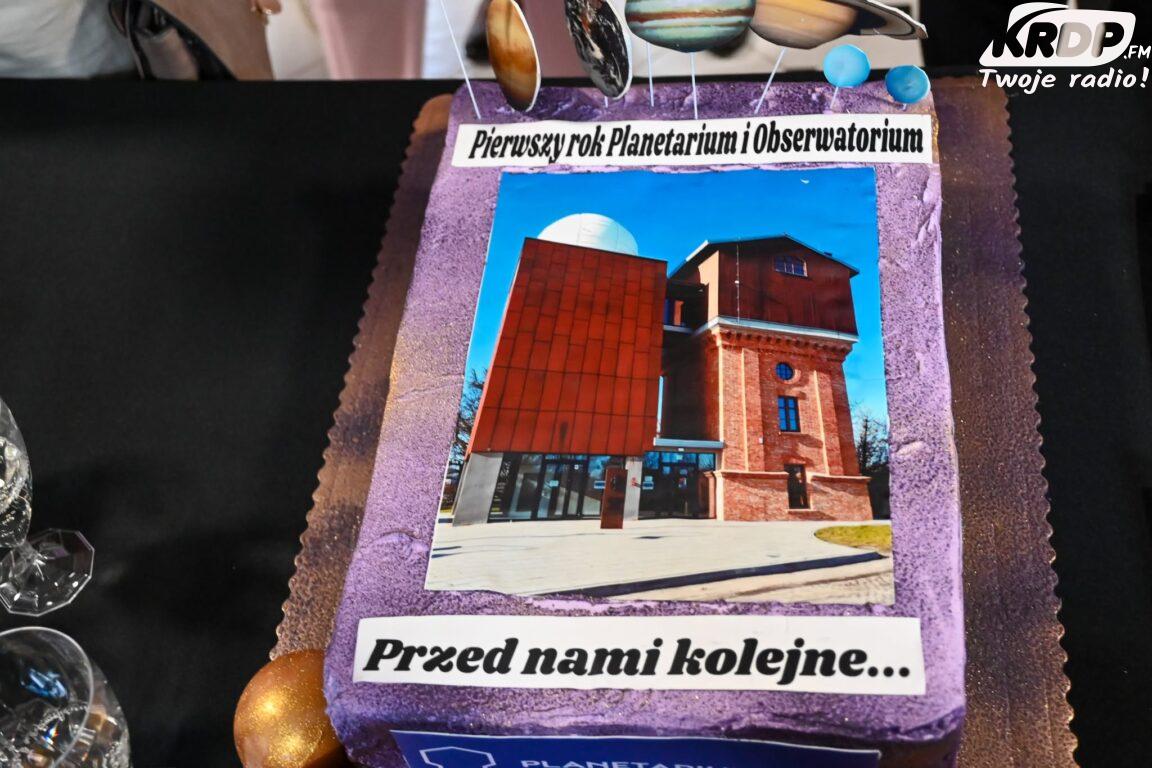 KRDP.FM
Twoje radio!
Pierwszy rok Planetarium i Obserwatorium
Przed nami kolejne...